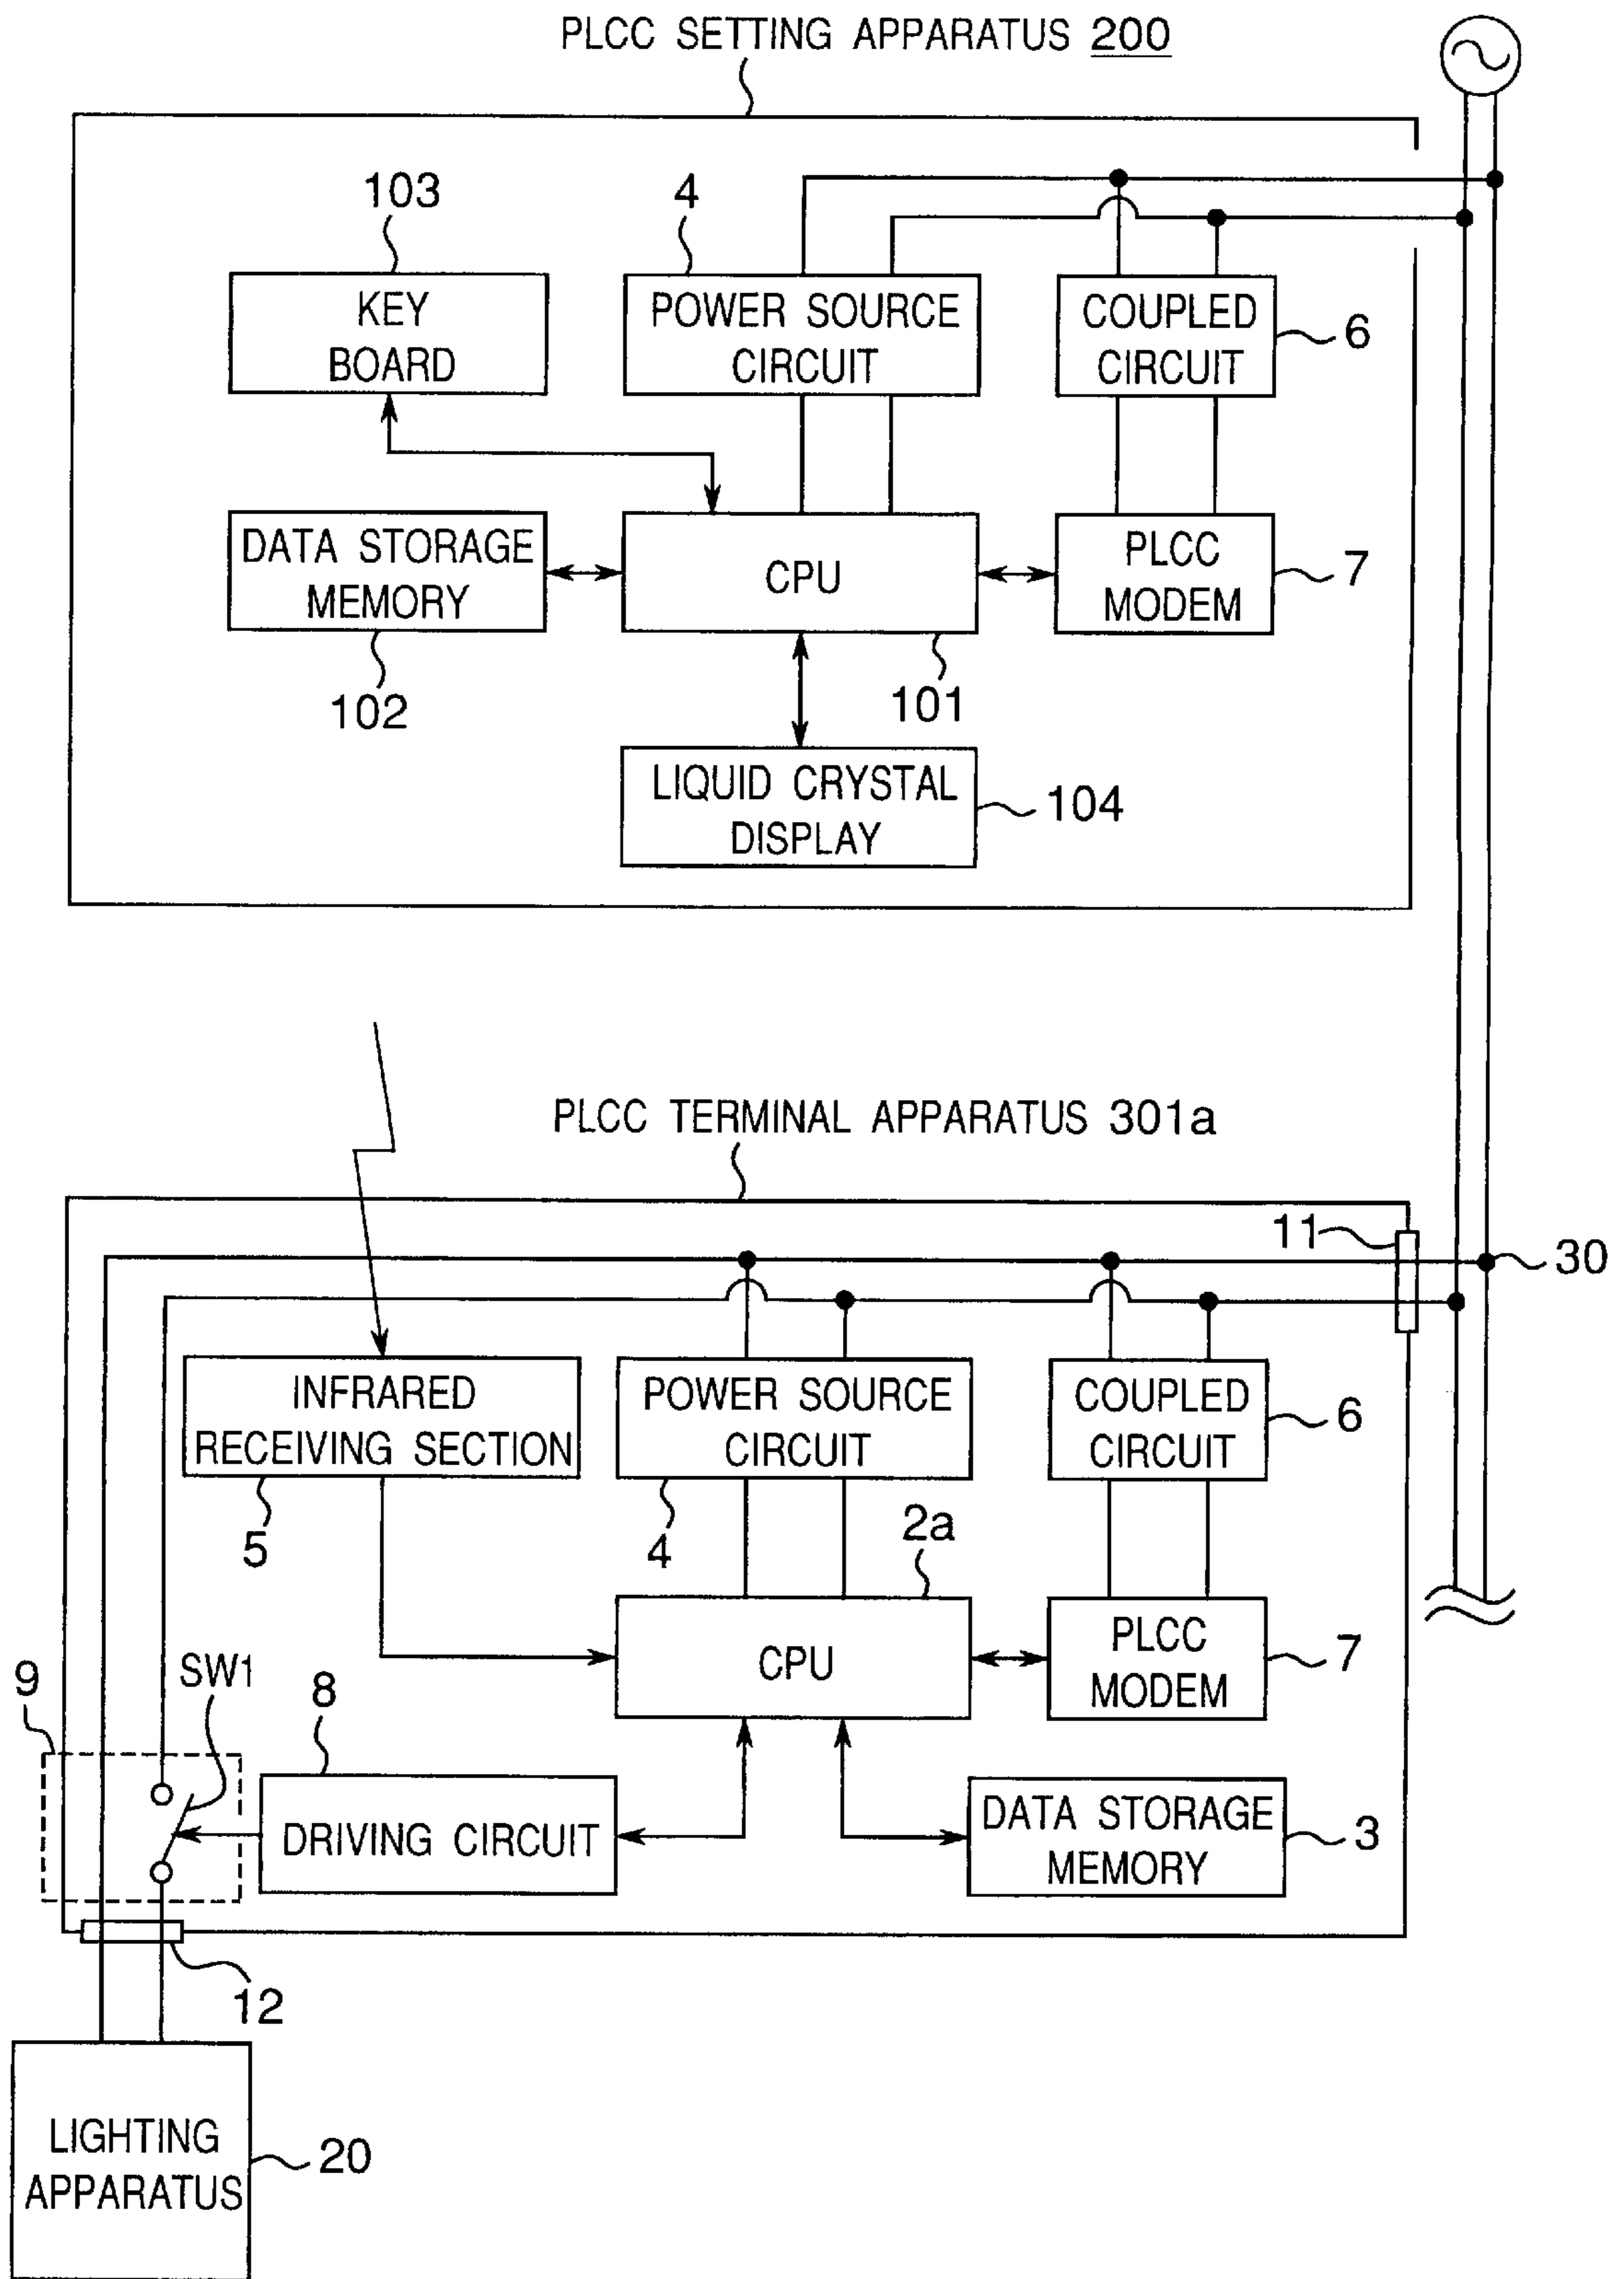 PLCC SETTING APPARATUS 200
103
4
KEY
BOARD
POWER SOURCE
CIRCUIT
COUPLED
CIRCUIT
6
DATA STORAGE
MEMORY
CPU
PLCC
MODEM
7
102
101
LIQUID CRYSTAL
DISPLAY
104
PLCC TERMINAL APPARATUS 301a
11
30
INFRARED
RECEIVING SECTION
POWER SOURCE
CIRCUIT
COUPLED
CIRCUIT
6
5
4
2a
CPU
PLCC
MODEM
7
9
SW1
8
DRIVING CIRCUIT
DATA STORAGE
MEMORY
3
12
LIGHTING
APPARATUS
20